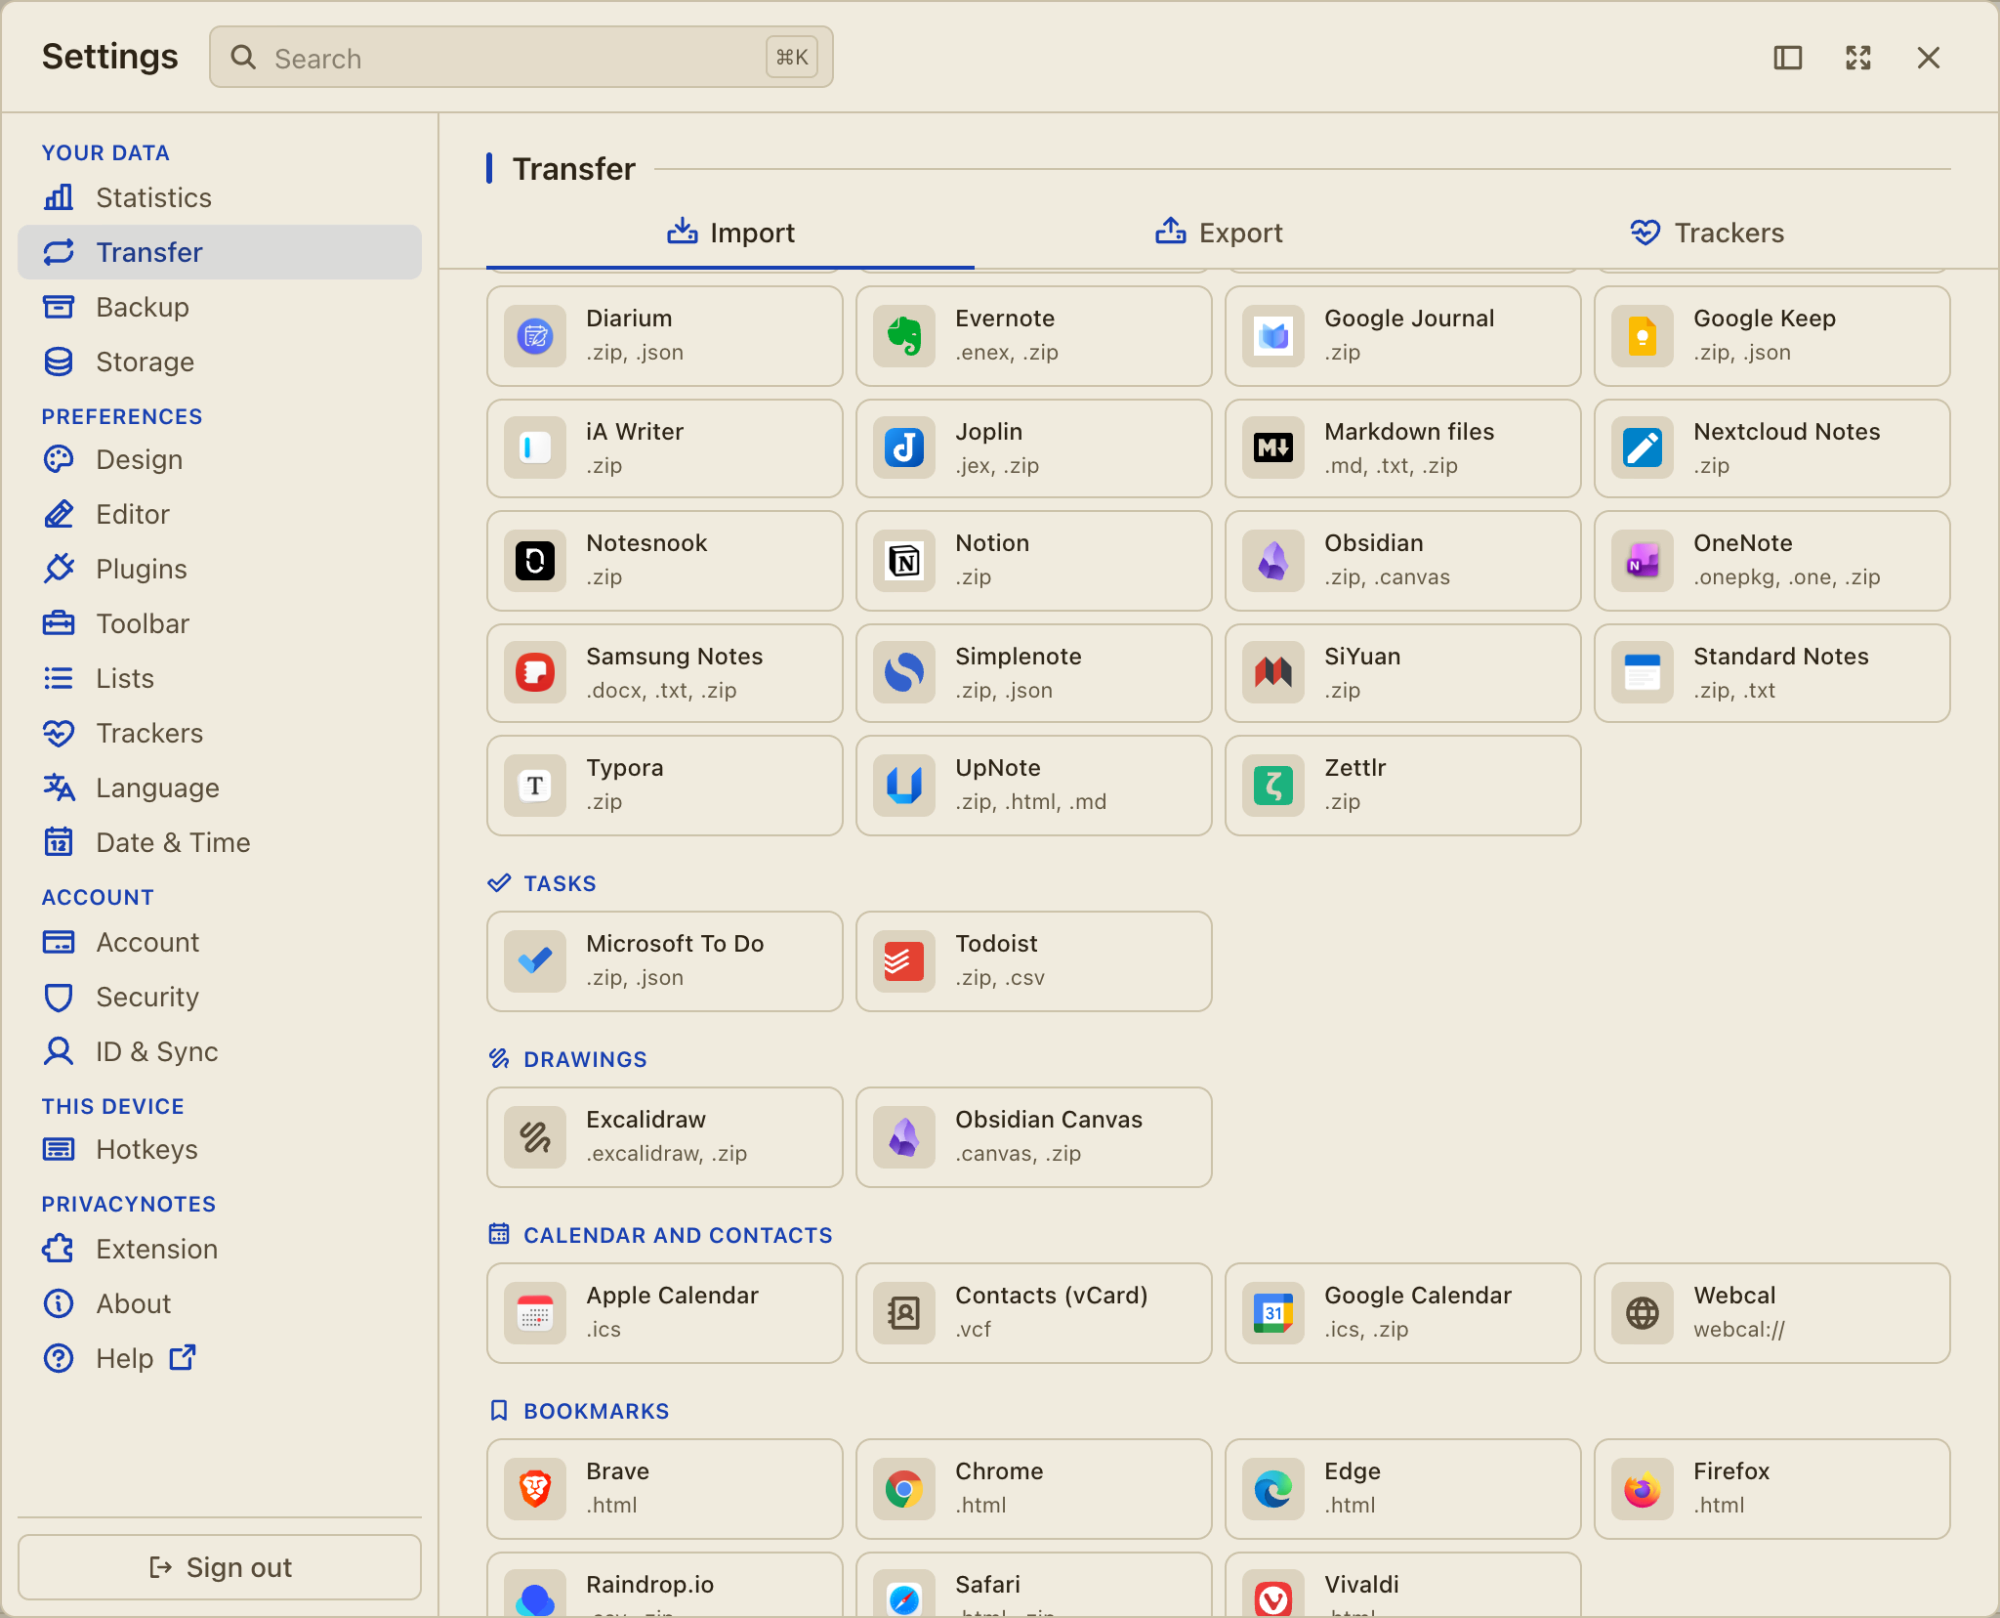 Settings
Search
⌘K
YOUR DATA
Statistics
Transfer
Backup
Storage
PREFERENCES
Design
Editor
Plugins
Toolbar
Lists
Trackers
Language
12
Date & Time
ACCOUNT
Account
Security
ID & Sync
THIS DEVICE
Hotkeys
PRIVACYNOTES
Extension
About
Help
Sign out
Transfer
Import
Export
Trackers
Diarium
.zip, .json
Evernote
.enex, .zip
Google Journal
.zip
Google Keep
.zip, .json
iA Writer
.zip
Joplin
.jex, .zip
Markdown files
.md, .txt, .zip
Nextcloud Notes
.zip
Notesnook
.zip
Notion
.zip
Obsidian
.zip, .canvas
OneNote
.onepkg, .one, .zip
Samsung Notes
.docx, .txt, .zip
Simplenote
.zip, .json
SiYuan
.zip
Standard Notes
.zip, .txt
Typora
.zip
UpNote
.zip, .html, .md
Zettlr
.zip
TASKS
Microsoft To Do
.zip, .json
Todoist
.zip, .csv
DRAWINGS
Excalidraw
.excalidraw, .zip
Obsidian Canvas
.canvas, .zip
CALENDAR AND CONTACTS
Apple Calendar
.ics
Contacts (vCard)
.vcf
31
Google Calendar
.ics, .zip
Webcal
webcal://
BOOKMARKS
Brave
.html
Chrome
.html
Edge
.html
Firefox
.html
Raindrop.io
Safari
Vivaldi